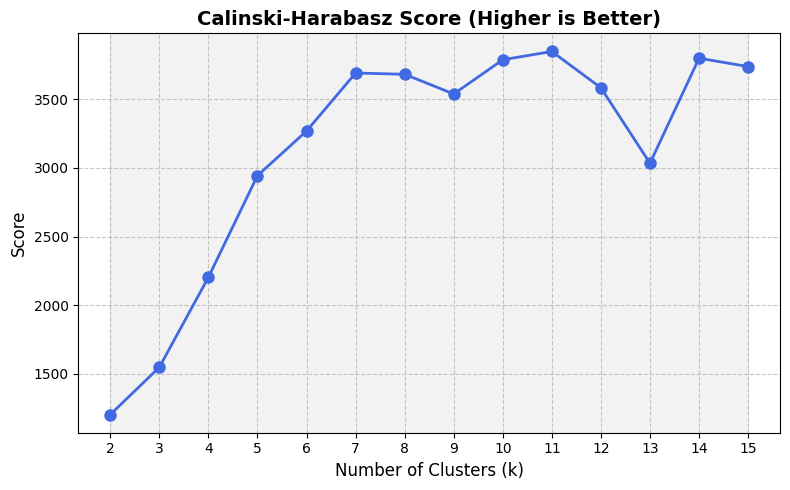 Calinski-Harabasz Score (Higher is Better)
Score
3500
3000
2500
2000
1500
2 3 4 5 6 7 8 9 10 11 12 13 14 15
Number of Clusters (k)